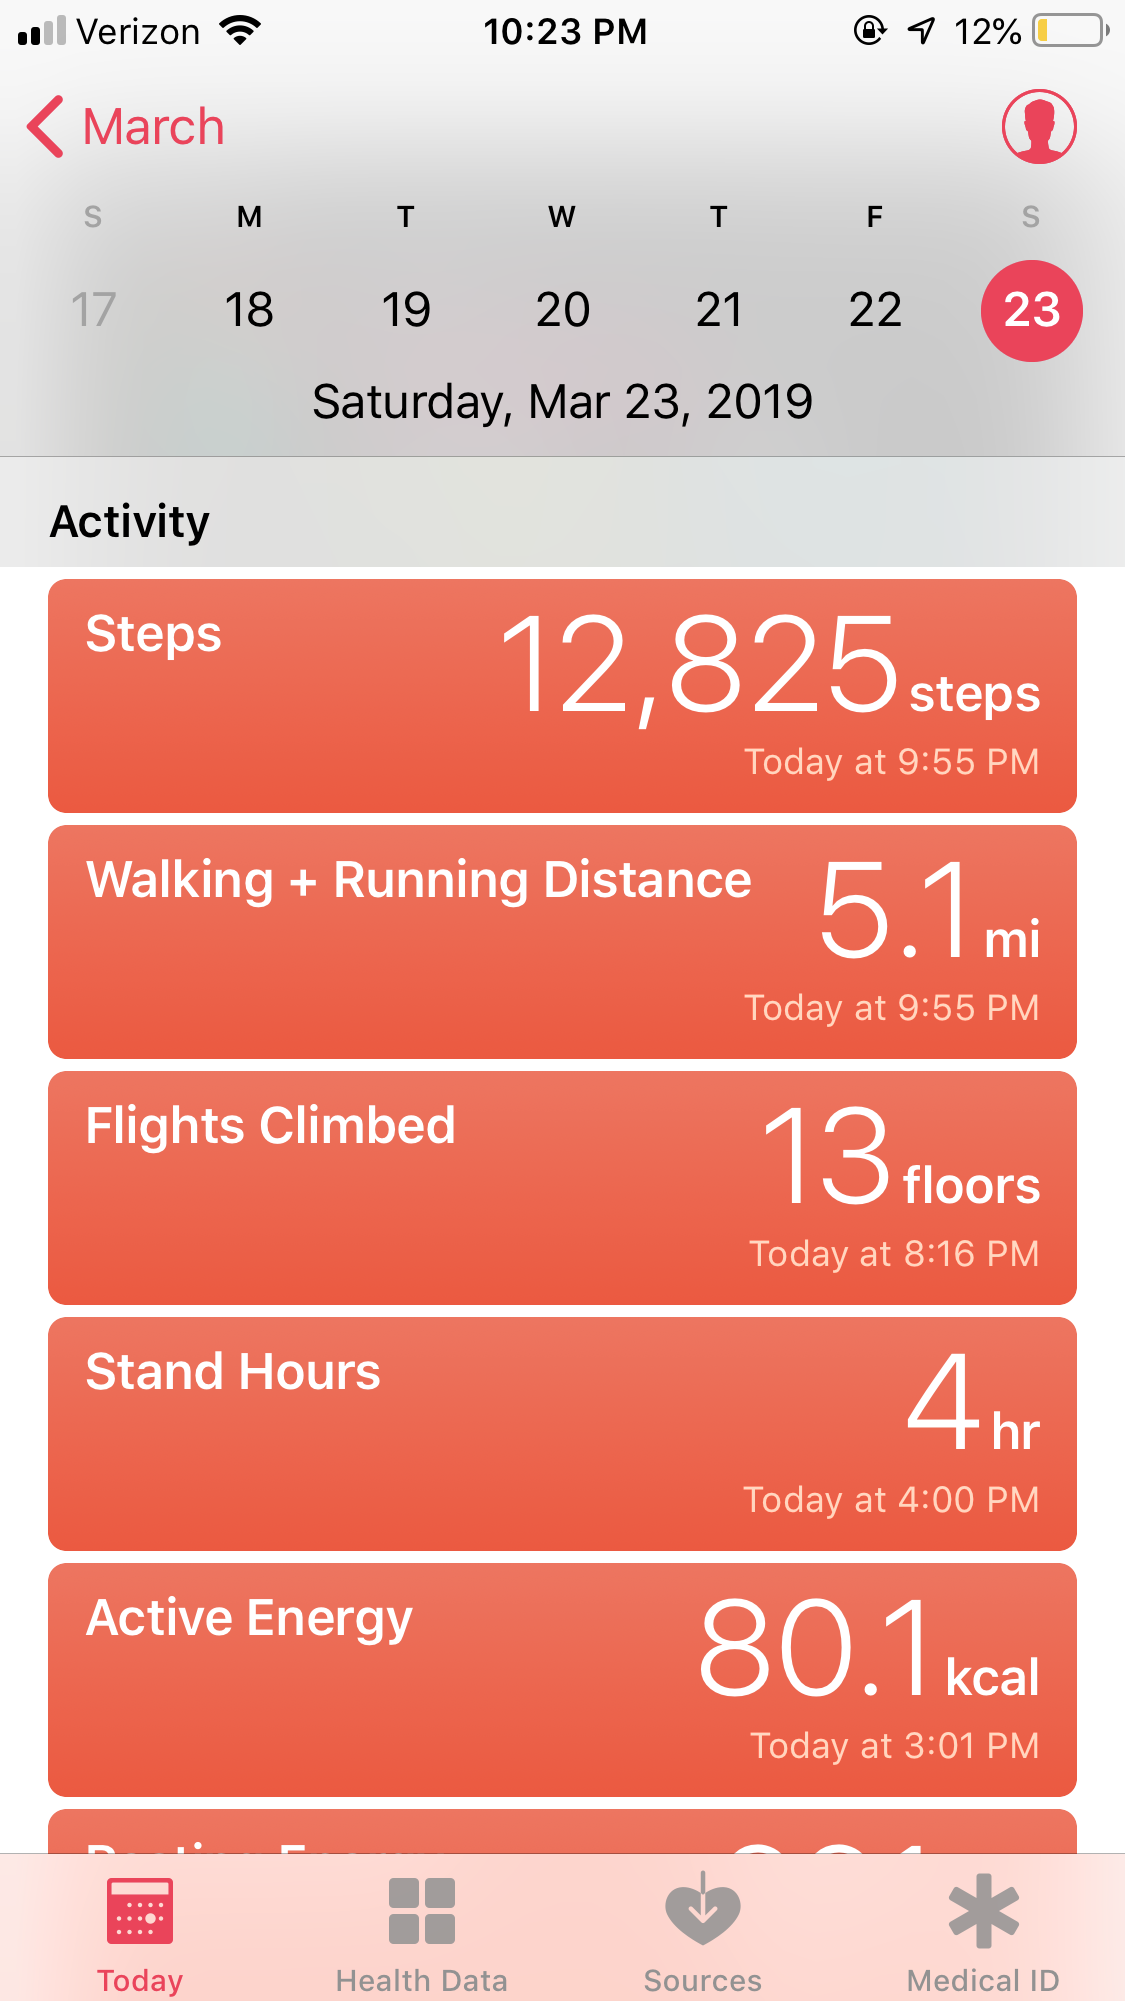 Verizon 10:23 PM 12%
March
S M T W T F S
17 18 19 20 21 22 23
Saturday, Mar 23, 2019
Activity
Steps 12,825 steps
Today at 9:55 PM
Walking + Running Distance 5.1 mi
Today at 9:55 PM
Flights Climbed 13 floors
Today at 8:16 PM
Stand Hours 4 hr
Today at 4:00 PM
Active Energy 80.1 kcal
Today at 3:01 PM
Today Health Data Sources Medical ID